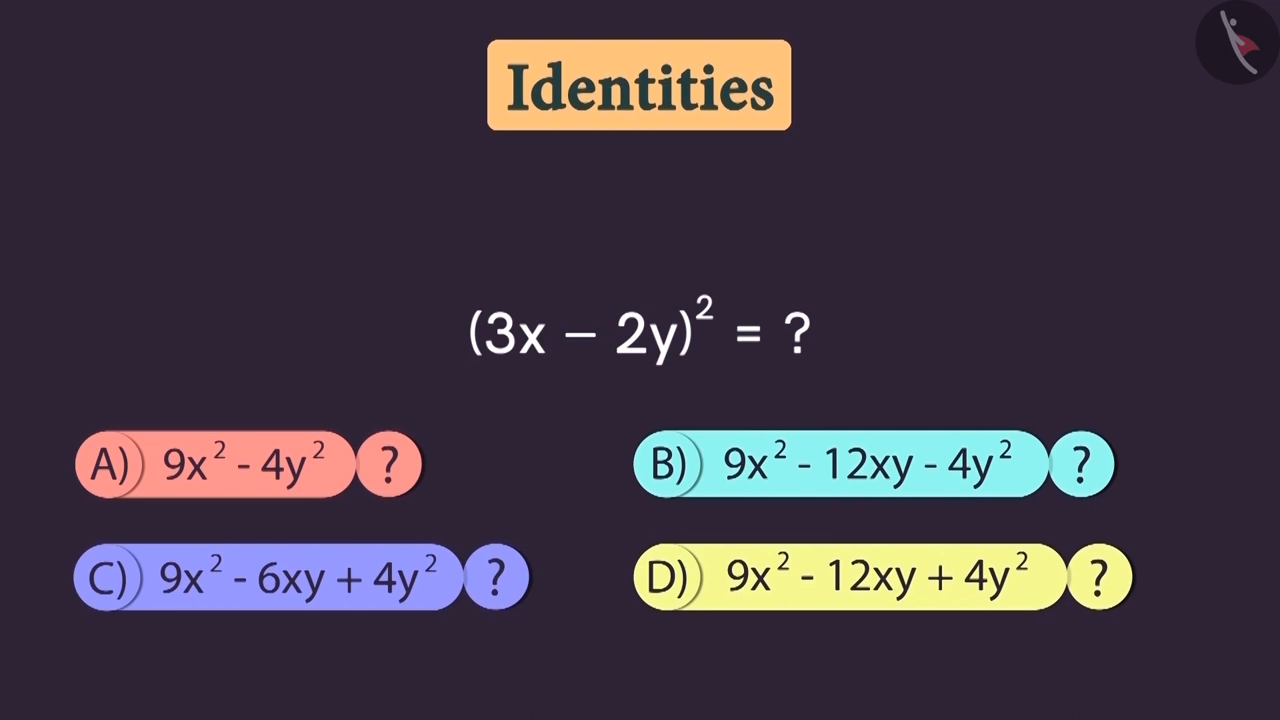 Identities
(3x − 2y)² = ?
A) 9x² - 4y² ?
B) 9x² - 12xy - 4y² ?
C) 9x² - 6xy + 4y² ?
D) 9x² - 12xy + 4y² ?